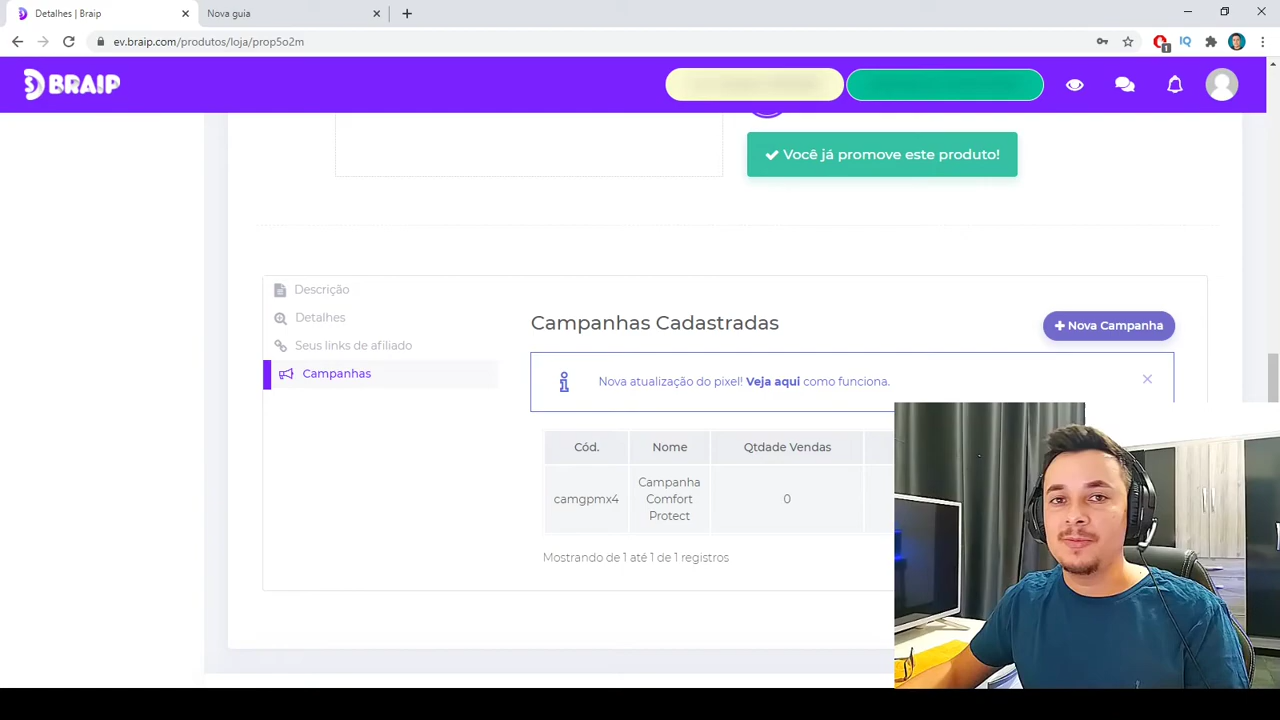 Detalhes | Braip
Nova guia
ev.braip.com/produtos/loja/prop5o2m
1
IQ
BRAIP
Você já promove este produto!
Descrição
Detalhes
Seus links de afiliado
Campanhas
Campanhas Cadastradas
+ Nova Campanha
Nova atualização do pixel! Veja aqui como funciona.
Cód. Nome Qtdade Vendas
camgpmx4 Campanha Comfort Protect 0
Mostrando de 1 até 1 de 1 registros